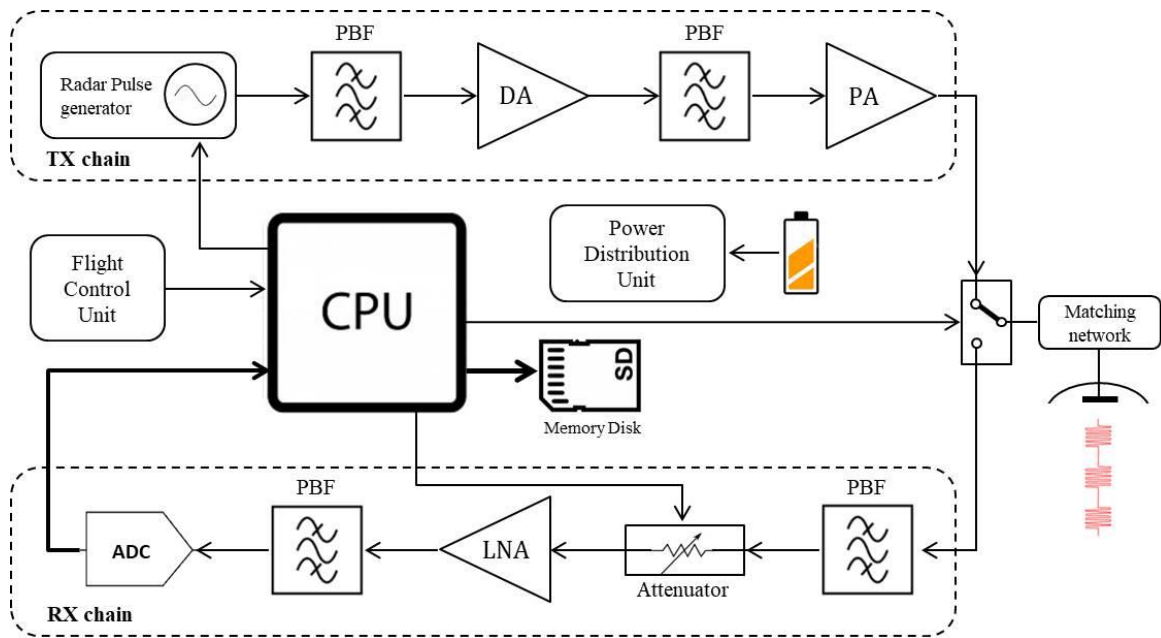 PBF
PBF
Radar Pulse
generator
DA
PA
TX chain
Flight
Control
Unit
CPU
Power
Distribution
Unit
Matching
network
SD
Memory Disk
PBF
PBF
ADC
LNA
Attenuator
RX chain